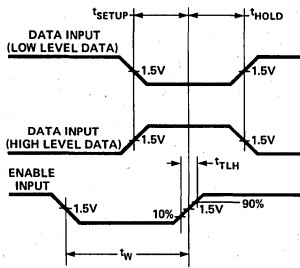 tSETUP
tHOLD
DATA INPUT
(LOW LEVEL DATA)
1.5V
1.5V
DATA INPUT
(HIGH LEVEL DATA)
1.5V
1.5V
tTLH
ENABLE
INPUT
1.5V
10%
1.5V
90%
tW